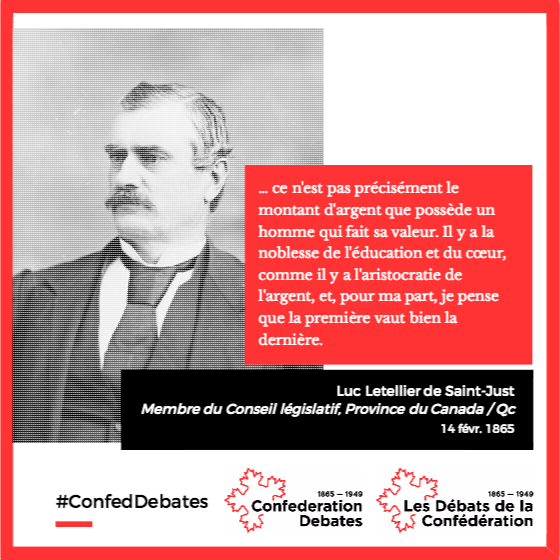 ... ce n'est pas précisément le
montant d'argent que possède un
homme qui fait sa valeur. Il y a la
noblesse de l'éducation et du cœur,
comme il y a l'aristocratie de
l'argent, et, pour ma part, je pense
que la première vaut bien la
dernière.
Luc Letellier de Saint-Just
Membre du Conseil législatif, Province du Canada / Qc
14 févr. 1865
#ConfedDebates
1865 — 1949
Confederation
Debates
1865 — 1949
Les Débats de la
Confédération